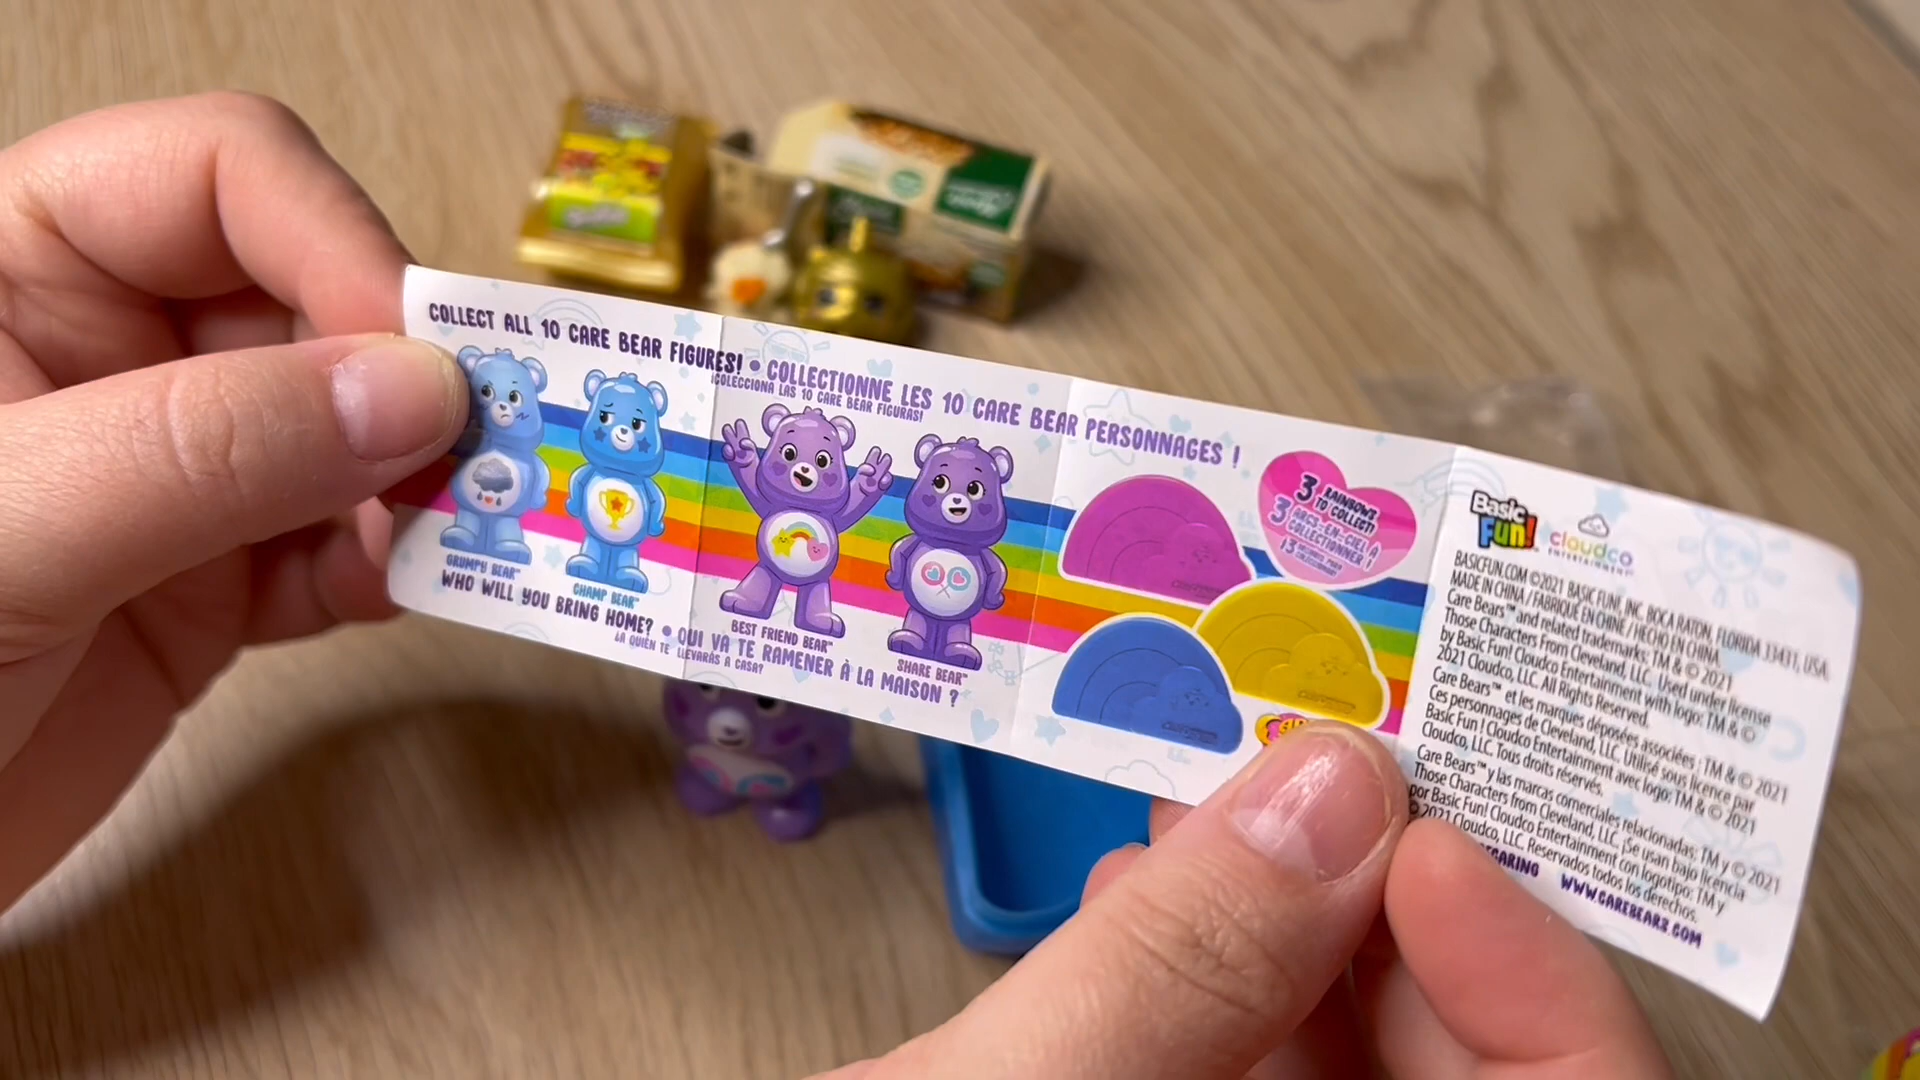 COLLECT ALL 10 CARE BEAR FIGURES! • COLLECTIONNE LES 10 CARE BEAR PERSONNAGES !
¡COLECCIONA LAS 10 CARE BEAR FIGURAS!
GRUMPY BEAR™
CHAMP BEAR™
BEST FRIEND BEAR™
SHARE BEAR™
WHO WILL YOU BRING HOME? • QUI VA TE RAMENER À LA MAISON ?
¿A QUIÉN TE LLEVARÁS A CASA?
3 RAINBOWS
TO COLLECT!
3 ARCS-EN-CIEL À
COLLECTIONNER !
Basic
Fun!
cloudco
ENTERTAINMENT
BASICFUN.COM ©2021 BASIC FUN!, INC. BOCA RATON, FLORIDA 33431, USA.
MADE IN CHINA / FABRIQUÉ EN CHINE / HECHO EN CHINA.
Care Bears™ and related trademarks: TM & © 2021
Those Characters From Cleveland, LLC. Used under license
by Basic Fun! Cloudco Entertainment with logo: TM & ©
2021 Cloudco, LLC. All Rights Reserved.
Care Bears™ et les marques déposées associées : TM & © 2021
Ces personnages de Cleveland, LLC. Utilisé sous licence par
Basic Fun ! Cloudco Entertainment avec logo: TM & © 2021
Cloudco, LLC Tous droits réservés.
Care Bears™ y las marcas comerciales relacionadas: TM y © 2021
Those Characters from Cleveland, LLC. ¡Se usan bajo licencia
por Basic Fun! Cloudco Entertainment con logotipo: TM y
© 2021 Cloudco, LLC. Reservados todos los derechos.
CARING WWW.CAREBEARS.COM